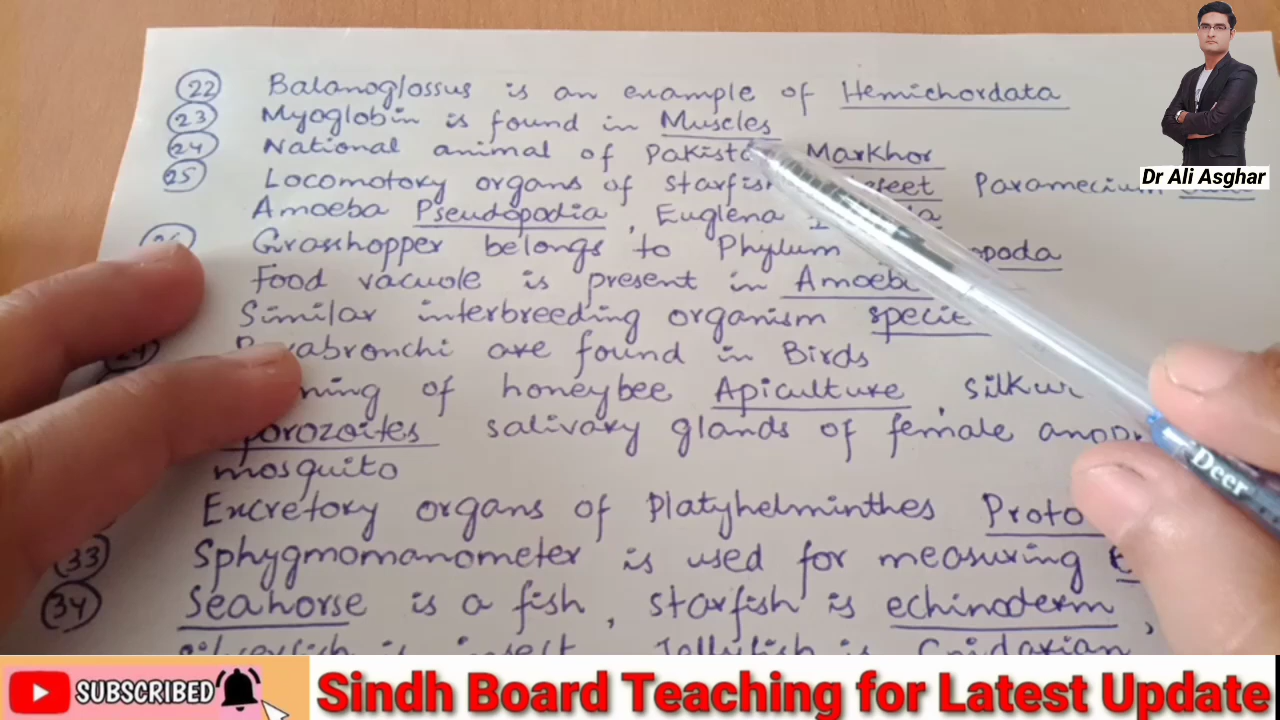 22 Balanoglossus is an example of Hemichordata
23 Myoglobin is found in Muscles
24 National animal of Markhor
25 Locomotory organs of Paramecium
Amoeba Pseudopodia, Euglena
Grasshopper belongs to Phylum
Food vacuole is present in
Similar interbreeding organism
are found in Birds
of honeybee Apiculture,
salivary glands of female
mosquito
Excretory organs of Platyhelminthes
33 Sphygmomanometer is used for measuring
34 Seahorse is a fish, starfish is echinoderm,
Dr Ali Asghar
SUBSCRIBED
Sindh Board Teaching for Latest Update